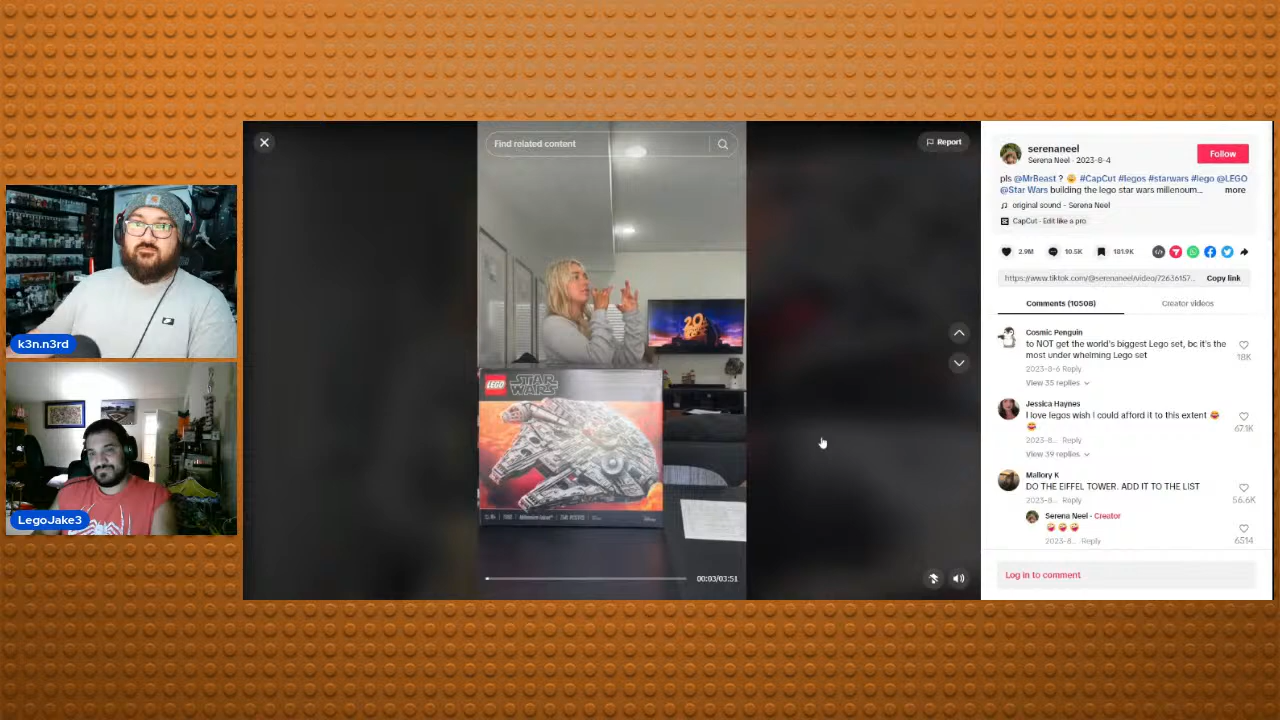 k3n.n3rd
LegoJake3
Find related content
Report
LEGO
STAR
WARS
20
00:03/03:51
serenaneel
Serena Neel · 2023-8-4
Follow
pls @MrBeast ? #CapCut #legos #starwars #lego @LEGO
@Star Wars building the lego star wars millenoum...
more
original sound - Serena Neel
CapCut · Edit like a pro
2.9M
10.5K
181.9K
Copy link
Comments (10508)
Creator videos
Cosmic Penguin
to NOT get the world's biggest Lego set, bc it's the
most under whelming Lego set
18K
2023-8-6 Reply
View 35 replies
Jessica Haynes
I love legos wish I could afford it to this extent
67.1K
2023-8... Reply
View 39 replies
Mallory K
DO THE EIFFEL TOWER. ADD IT TO THE LIST
56.6K
2023-8... Reply
Serena Neel · Creator
6514
2023-8... Reply
Log in to comment